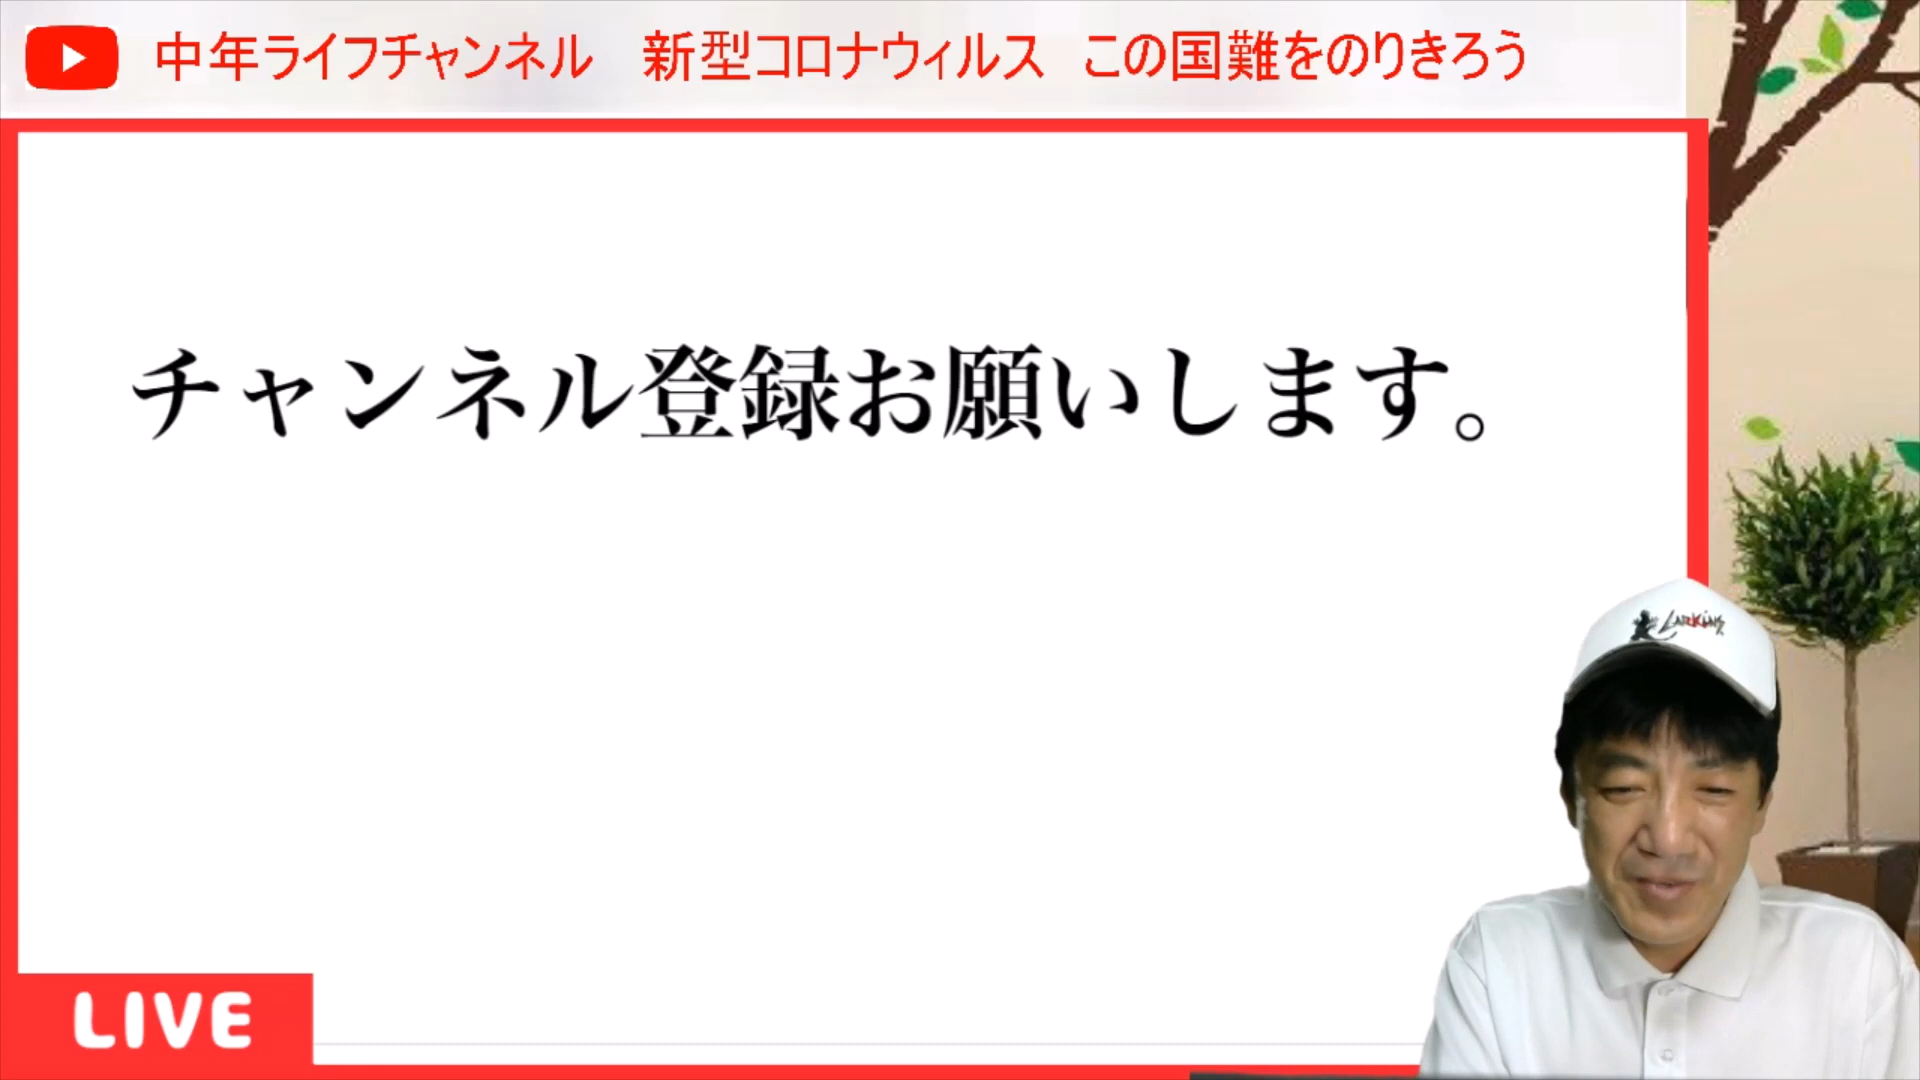 中年ライフチャンネル　新型コロナウィルス　この国難をのりきろう
チャンネル登録お願いします。
LARKINS
LIVE